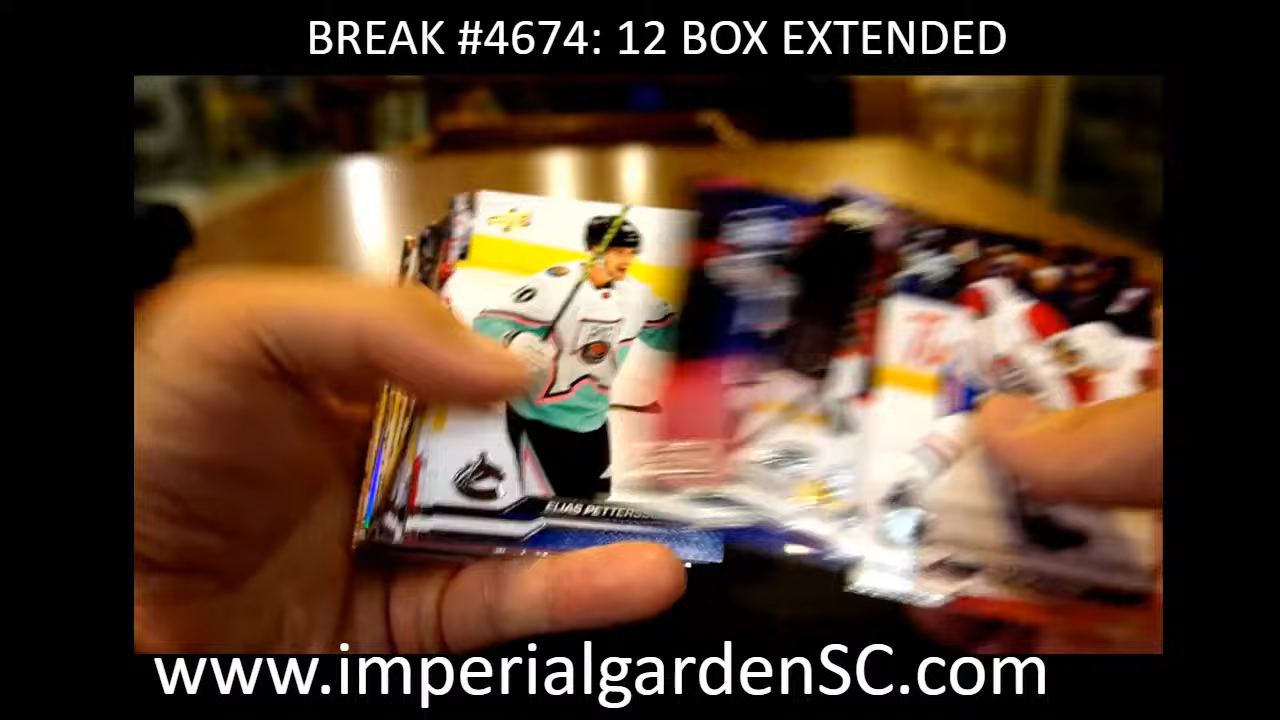 BREAK #4674: 12 BOX EXTENDED
ELIAS PETTERSS
www.imperialgardenSC.com